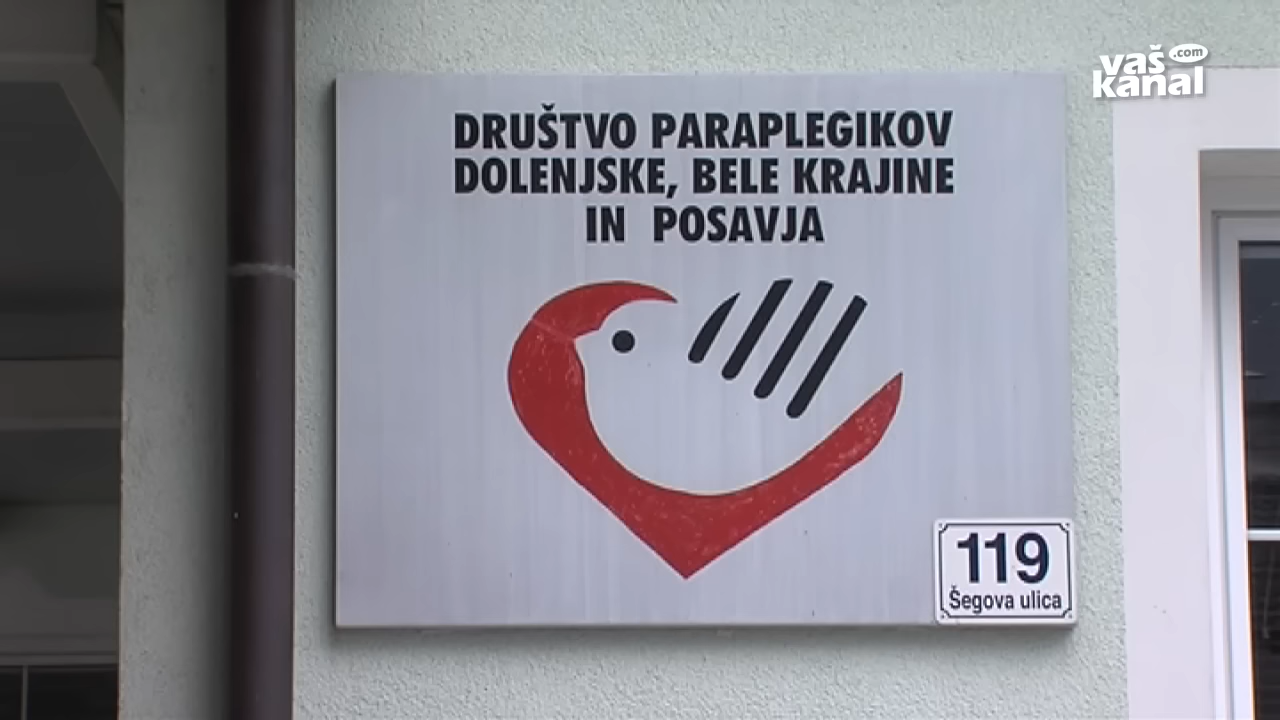 vaš .com
kanal
DRUŠTVO PARAPLEGIKOV
DOLENJSKE, BELE KRAJINE
IN POSAVJA
119
Šegova ulica